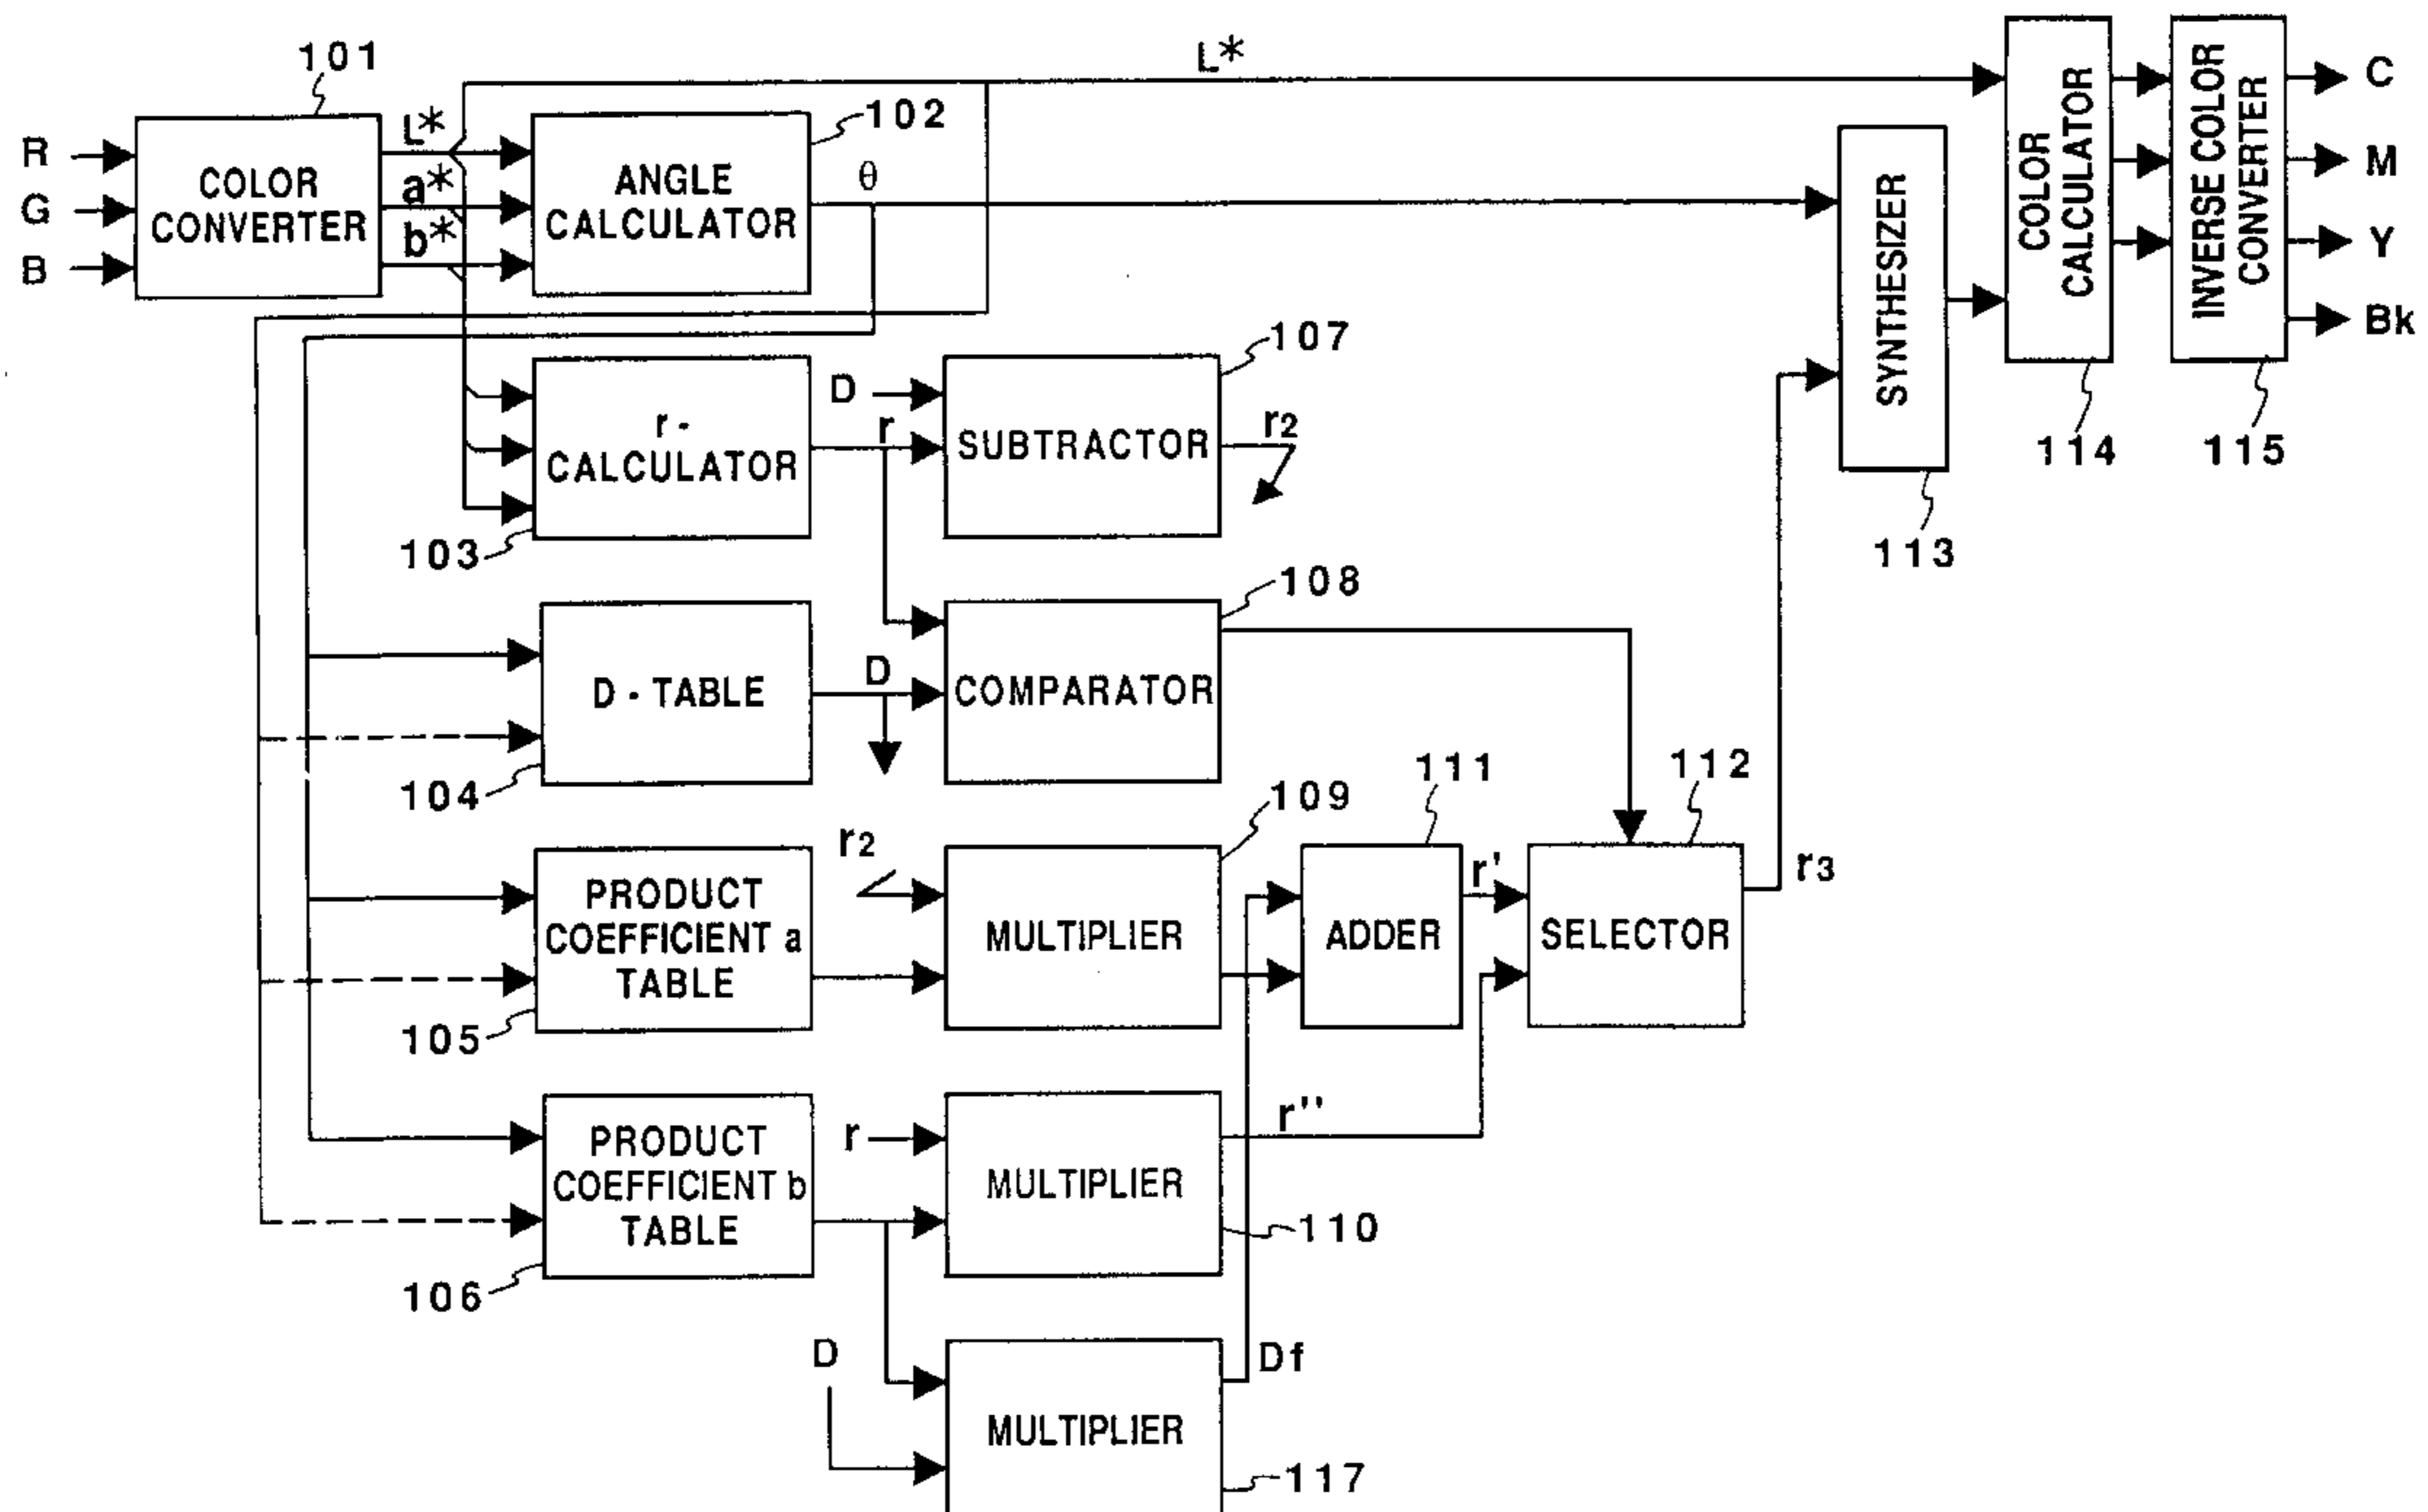 101
L*
R
G
B
COLOR
CONVERTER
L*
a*
b*
ANGLE
CALCULATOR
102
θ
SYNTHESIZER
113
COLOR
CALCULATOR
114
INVERSE COLOR
CONVERTER
115
C
M
Y
Bk
r -
CALCULATOR
103
D
r
SUBTRACTOR
107
r2
D - TABLE
104
D
COMPARATOR
108
PRODUCT
COEFFICIENT a
TABLE
105
r2
MULTIPLIER
109
ADDER
111
r'
SELECTOR
112
r3
PRODUCT
COEFFICIENT b
TABLE
106
r
MULTIPLIER
110
r''
D
MULTIPLIER
117
Df